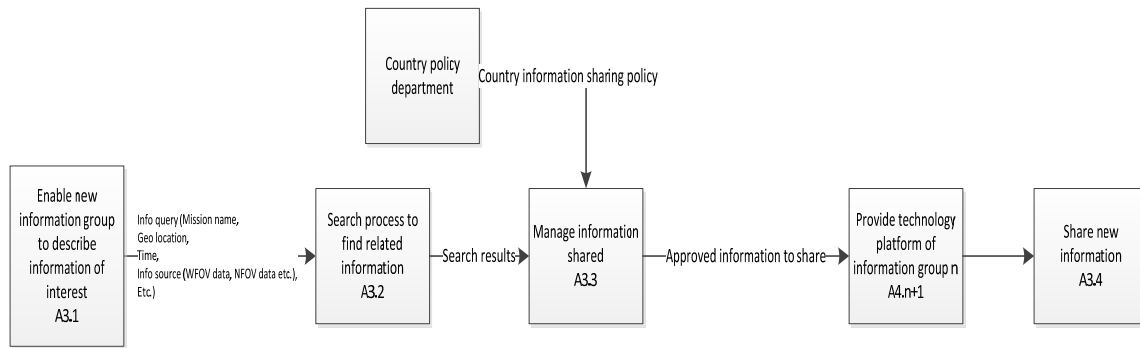 Country policy
department
Country information sharing policy
Enable new
information group
to describe
information of
interest
A3.1
Info query (Mission name,
Geo location,
Time,
Info source (WFOV data, NFOV data etc.),
Etc.)
Search process to
find related
information
A3.2
Search results
Manage information
shared
A3.3
Approved information to share
Provide technology
platform of
information group n
A4.n+1
Share new
information
A3.4